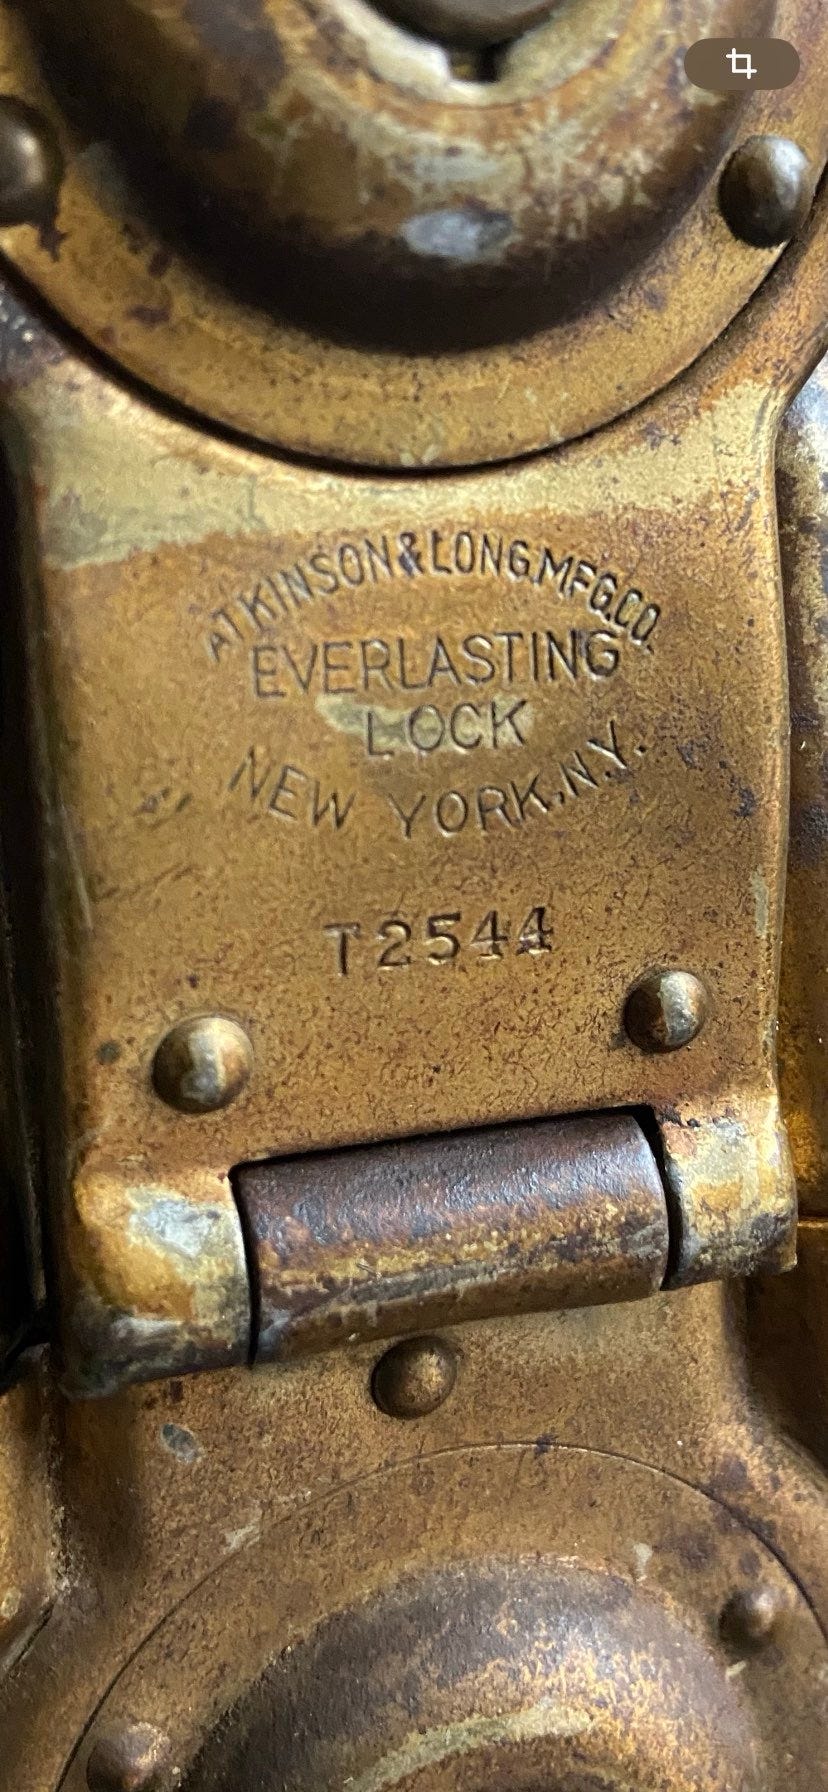 ATKINSON & LONG.MFG.CO.
EVERLASTING
LOCK
NEW YORK, N.Y.
T2544